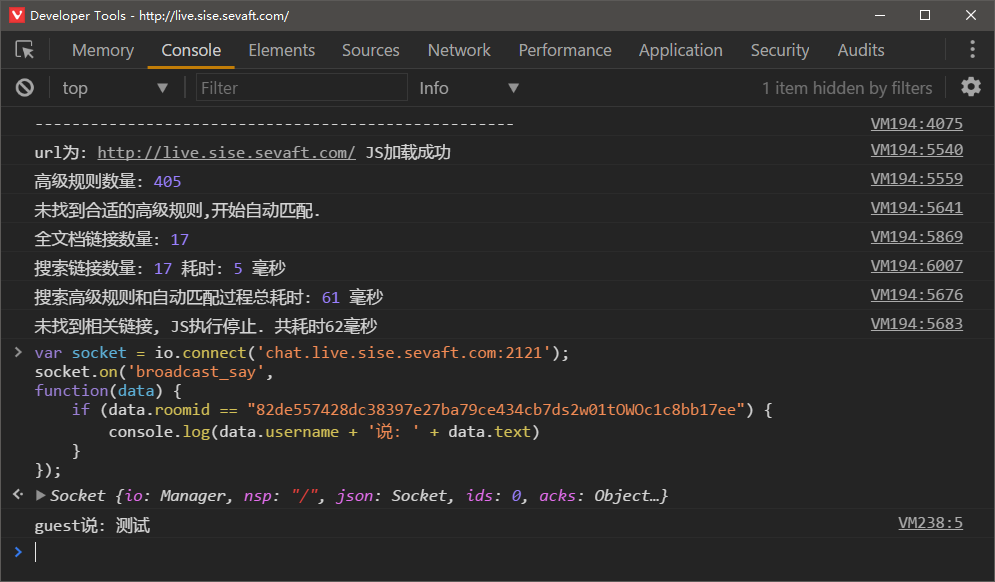 Developer Tools - http://live.sise.sevaft.com/
Memory Console Elements Sources Network Performance Application Security Audits
top Filter Info 1 item hidden by filters
---------------------------------------------------- VM194:4075
url为: http://live.sise.sevaft.com/ JS加载成功 VM194:5540
高级规则数量: 405 VM194:5559
未找到合适的高级规则,开始自动匹配. VM194:5641
全文档链接数量: 17 VM194:5869
搜索链接数量: 17 耗时: 5 毫秒 VM194:6007
搜索高级规则和自动匹配过程总耗时: 61 毫秒 VM194:5676
未找到相关链接, JS执行停止. 共耗时62毫秒 VM194:5683
> var socket = io.connect('chat.live.sise.sevaft.com:2121');
socket.on('broadcast_say',
function(data) {
    if (data.roomid == "82de557428dc38397e27ba79ce434cb7ds2w01tOWOc1c8bb17ee") {
        console.log(data.username + '说: ' + data.text)
    }
});
Socket {io: Manager, nsp: "/", json: Socket, ids: 0, acks: Object…}
guest说: 测试 VM238:5
>